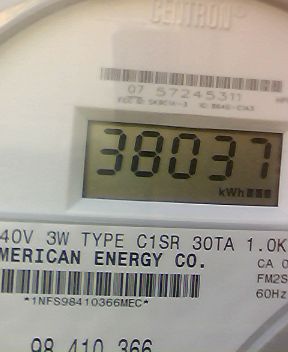 CENTRON
07 57245311
38037
kWh
40V 3W TYPE C1SR 30TA 1.0K
MERICAN ENERGY CO.
CA 0
FM2S
60Hz
*1NFS98410366MEC*
98 410 366